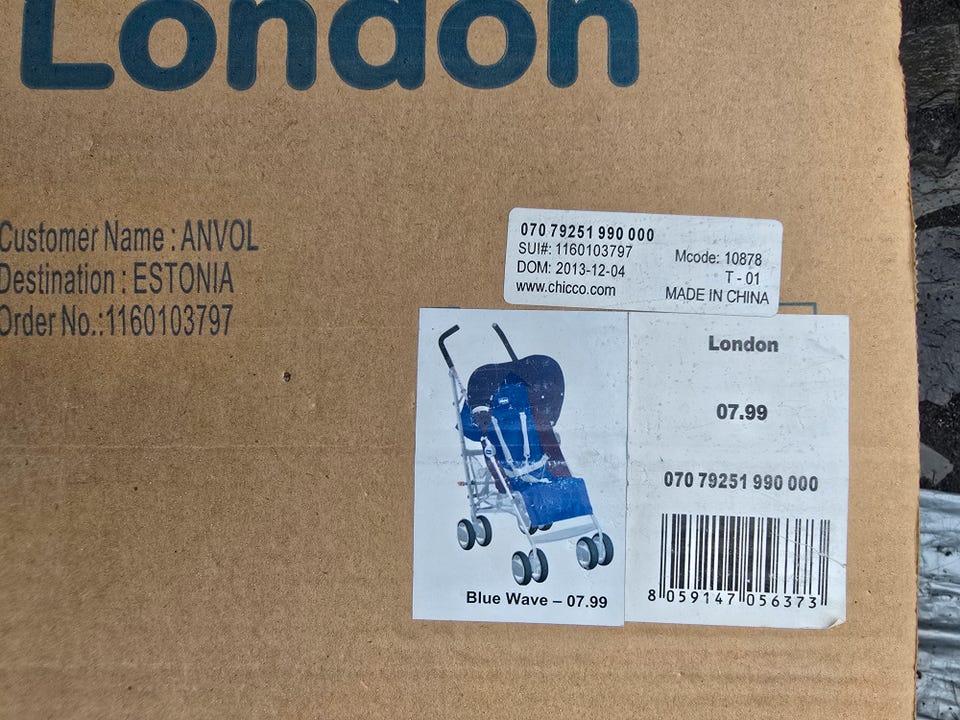 London
Customer Name : ANVOL
Destination : ESTONIA
Order No.:1160103797
070 79251 990 000
SUI#: 1160103797
DOM: 2013-12-04
www.chicco.com
Mcode: 10878
T - 01
MADE IN CHINA
London
07.99
070 79251 990 000
8 059147 056373
Blue Wave – 07.99